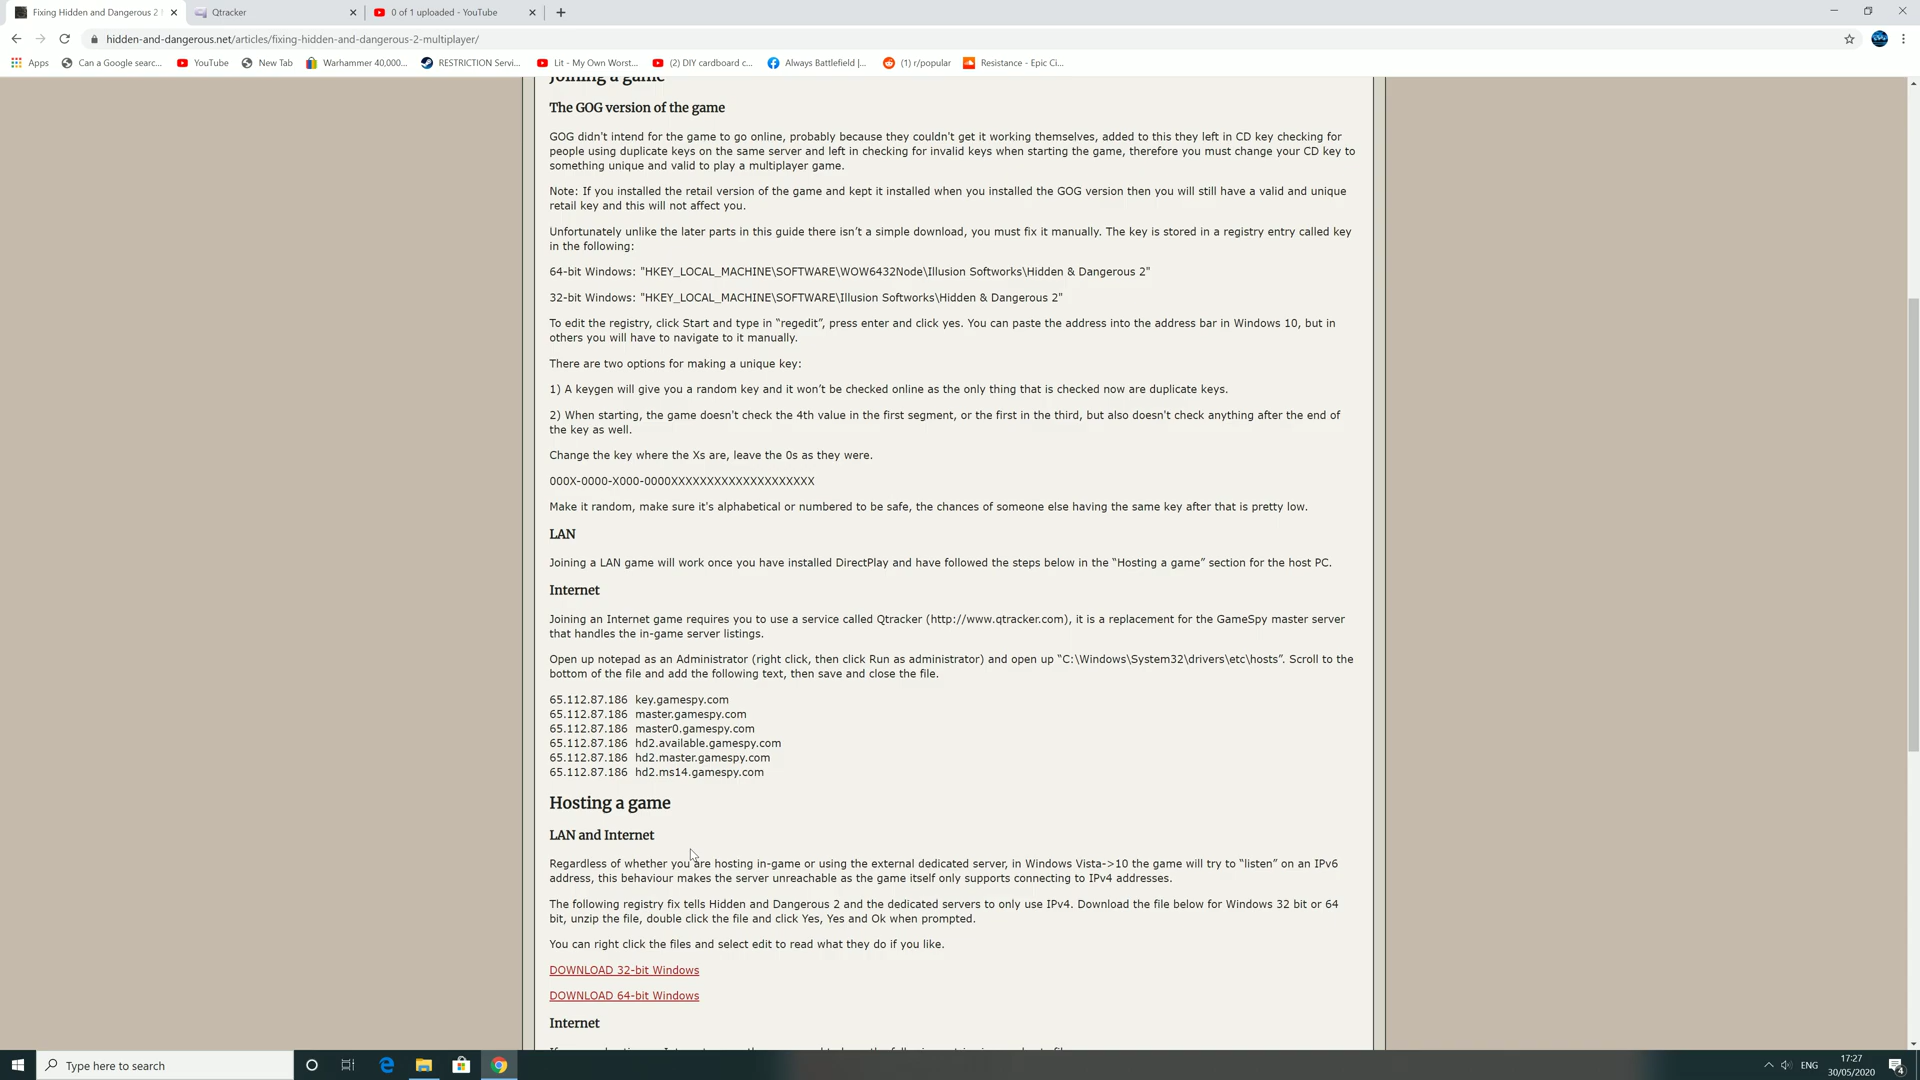 Fixing Hidden and Dangerous 2
Qtracker
0 of 1 uploaded - YouTube
hidden-and-dangerous.net/articles/fixing-hidden-and-dangerous-2-multiplayer/
Apps
Can a Google searc...
YouTube
New Tab
Warhammer 40,000...
RESTRICTION Servi...
Lit - My Own Worst...
(2) DIY cardboard c...
Always Battlefield |...
(1) r/popular
Resistance - Epic Ci...
Joining a game
The GOG version of the game
GOG didn't intend for the game to go online, probably because they couldn't get it working themselves, added to this they left in CD key checking for
people using duplicate keys on the same server and left in checking for invalid keys when starting the game, therefore you must change your CD key to
something unique and valid to play a multiplayer game.
Note: If you installed the retail version of the game and kept it installed when you installed the GOG version then you will still have a valid and unique
retail key and this will not affect you.
Unfortunately unlike the later parts in this guide there isn’t a simple download, you must fix it manually. The key is stored in a registry entry called key
in the following:
64-bit Windows: "HKEY_LOCAL_MACHINE\SOFTWARE\WOW6432Node\Illusion Softworks\Hidden & Dangerous 2"
32-bit Windows: "HKEY_LOCAL_MACHINE\SOFTWARE\Illusion Softworks\Hidden & Dangerous 2"
To edit the registry, click Start and type in “regedit”, press enter and click yes. You can paste the address into the address bar in Windows 10, but in
others you will have to navigate to it manually.
There are two options for making a unique key:
1) A keygen will give you a random key and it won’t be checked online as the only thing that is checked now are duplicate keys.
2) When starting, the game doesn't check the 4th value in the first segment, or the first in the third, but also doesn't check anything after the end of
the key as well.
Change the key where the Xs are, leave the 0s as they were.
000X-0000-X000-0000XXXXXXXXXXXXXXXXXXXX
Make it random, make sure it's alphabetical or numbered to be safe, the chances of someone else having the same key after that is pretty low.
LAN
Joining a LAN game will work once you have installed DirectPlay and have followed the steps below in the “Hosting a game” section for the host PC.
Internet
Joining an Internet game requires you to use a service called Qtracker (http://www.qtracker.com), it is a replacement for the GameSpy master server
that handles the in-game server listings.
Open up notepad as an Administrator (right click, then click Run as administrator) and open up “C:\Windows\System32\drivers\etc\hosts”. Scroll to the
bottom of the file and add the following text, then save and close the file.
65.112.87.186 key.gamespy.com
65.112.87.186 master.gamespy.com
65.112.87.186 master0.gamespy.com
65.112.87.186 hd2.available.gamespy.com
65.112.87.186 hd2.master.gamespy.com
65.112.87.186 hd2.ms14.gamespy.com
Hosting a game
LAN and Internet
Regardless of whether you are hosting in-game or using the external dedicated server, in Windows Vista->10 the game will try to “listen” on an IPv6
address, this behaviour makes the server unreachable as the game itself only supports connecting to IPv4 addresses.
The following registry fix tells Hidden and Dangerous 2 and the dedicated servers to only use IPv4. Download the file below for Windows 32 bit or 64
bit, unzip the file, double click the file and click Yes, Yes and Ok when prompted.
You can right click the files and select edit to read what they do if you like.
DOWNLOAD 32-bit Windows
DOWNLOAD 64-bit Windows
Internet
Type here to search
ENG
17:27
30/05/2020
4